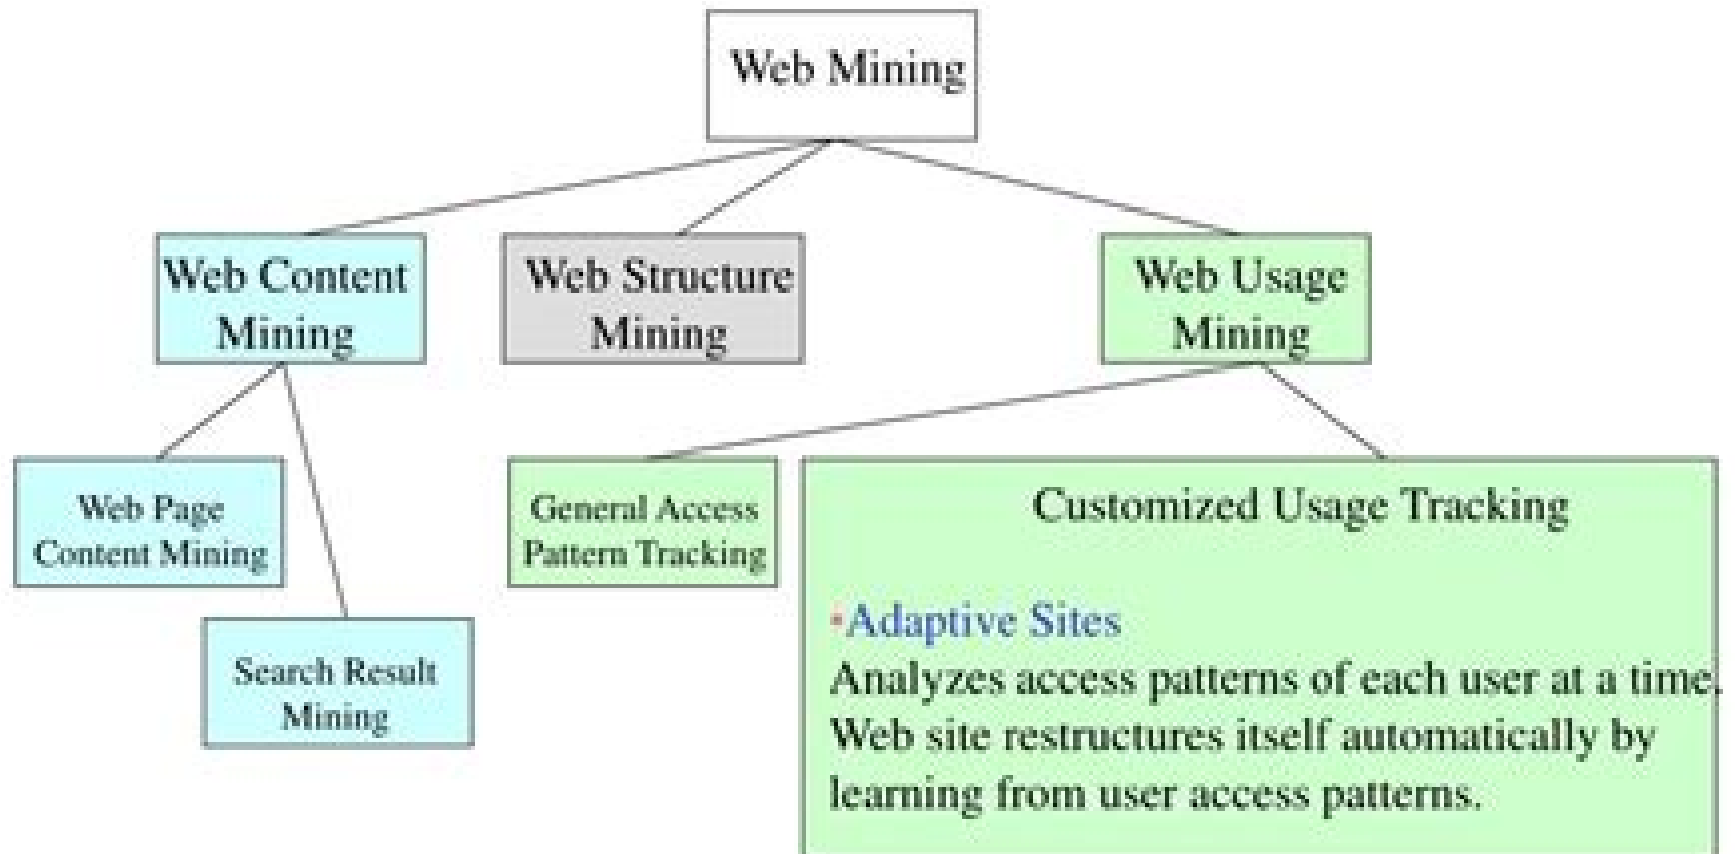 Web Mining
Web Content
Mining
Web Structure
Mining
Web Usage
Mining
Web Page
Content Mining
General Access
Pattern Tracking
Customized Usage Tracking
•Adaptive Sites
Analyzes access patterns of each user at a time.
Web site restructures itself automatically by
learning from user access patterns.
Search Result
Mining